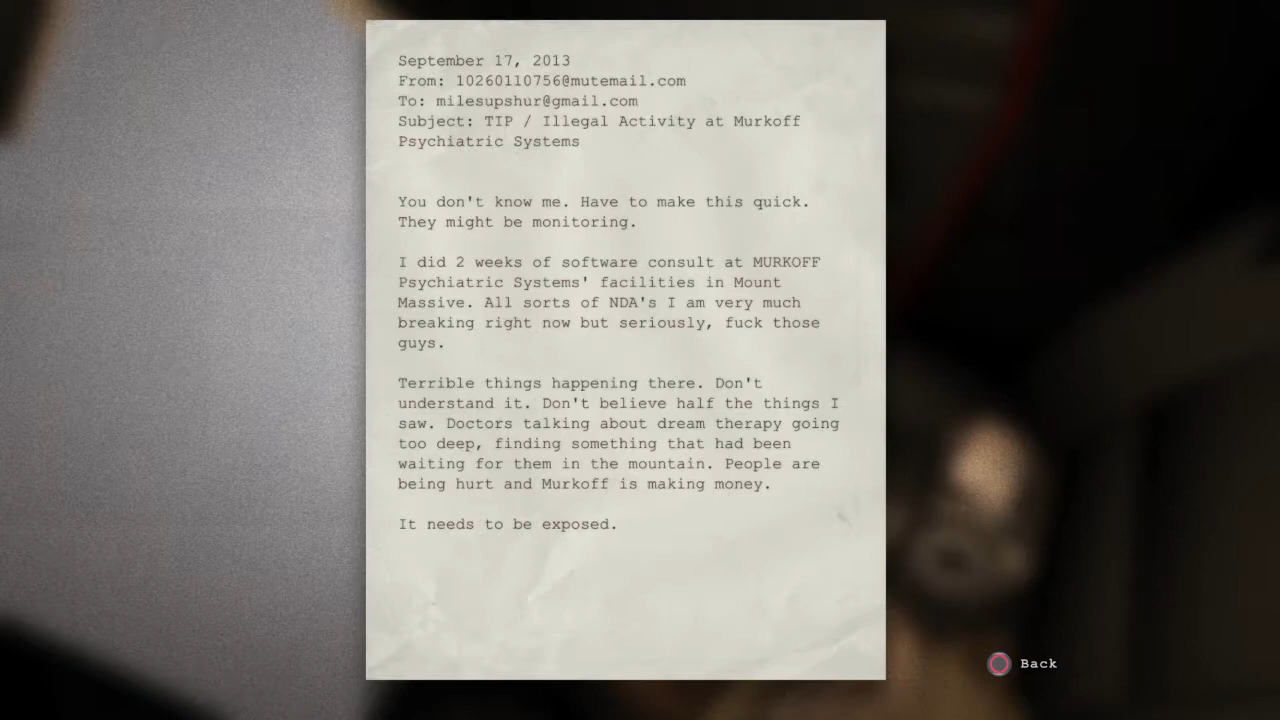 September 17, 2013
From: 10260110756@mutemail.com
To: milesupshur@gmail.com
Subject: TIP / Illegal Activity at Murkoff
Psychiatric Systems
You don't know me. Have to make this quick.
They might be monitoring.
I did 2 weeks of software consult at MURKOFF
Psychiatric Systems' facilities in Mount
Massive. All sorts of NDA's I am very much
breaking right now but seriously, fuck those
guys.
Terrible things happening there. Don't
understand it. Don't believe half the things I
saw. Doctors talking about dream therapy going
too deep, finding something that had been
waiting for them in the mountain. People are
being hurt and Murkoff is making money.
It needs to be exposed.
Back